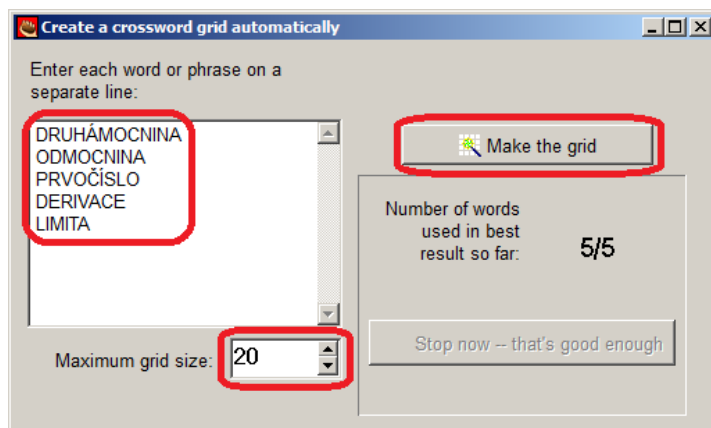 Create a crossword grid automatically
Enter each word or phrase on a
separate line:
DRUHÁMOCNINA
ODMOCNINA
PRVOČÍSLO
DERIVACE
LIMITA
Maximum grid size:
20
Make the grid
Number of words
used in best
result so far:
5/5
Stop now -- that's good enough